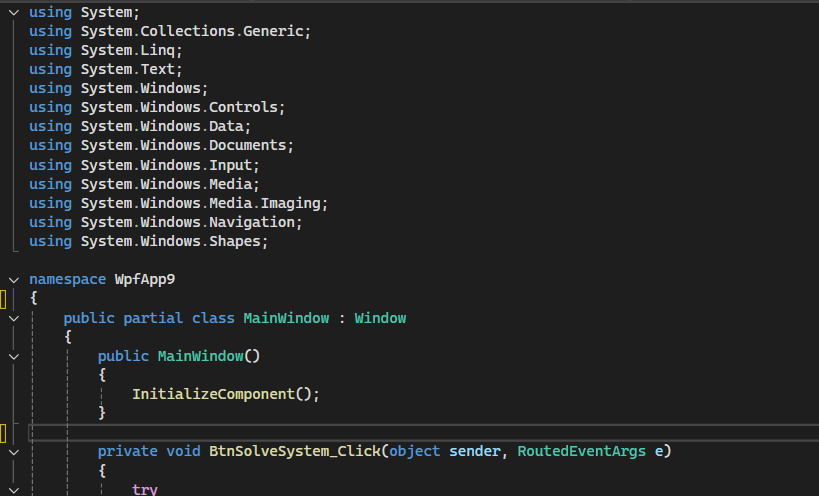 using System;
using System.Collections.Generic;
using System.Linq;
using System.Text;
using System.Windows;
using System.Windows.Controls;
using System.Windows.Data;
using System.Windows.Documents;
using System.Windows.Input;
using System.Windows.Media;
using System.Windows.Media.Imaging;
using System.Windows.Navigation;
using System.Windows.Shapes;
namespace WpfApp9
{
public partial class MainWindow : Window
{
public MainWindow()
{
InitializeComponent();
}
private void BtnSolveSystem_Click(object sender, RoutedEventArgs e)
{
try